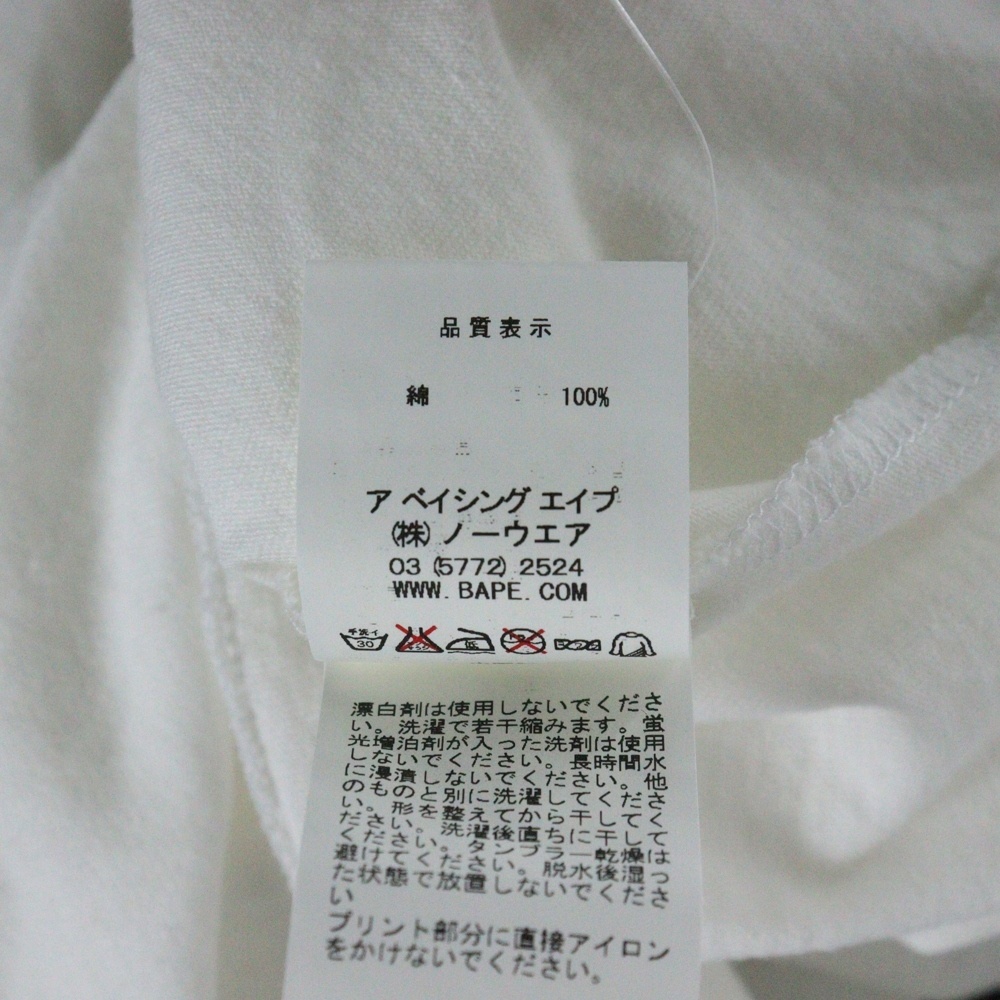 品質表示
綿 100%
ア ベイシング エイプ
(株) ノーウエア
03 (5772) 2524
WWW. BAPE. COM
手洗イ
30
低
漂白剤は使用しないでくださ
い。洗濯で若干縮みます。蛍
光増泊剤が入った洗剤は使用
しないでください。長時間水
に浸漬しないでください。他
のものと別に洗濯してくださ
い。形を整えてから干してく
ださい。洗濯後直ちに干して
ください。タンブラー乾燥は
避けてください。脱水後湿っ
た状態で放置しないでくださ
い
プリント部分に直接アイロン
をかけないでください。